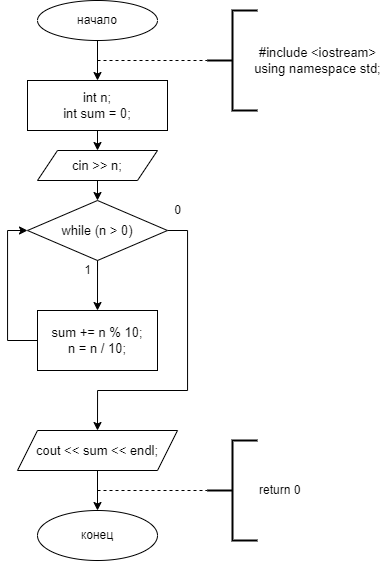 начало
#include <iostream>
using namespace std;
int n;
int sum = 0;
cin >> n;
0
while (n > 0)
1
sum += n % 10;
n = n / 10;
cout << sum << endl;
return 0
конец